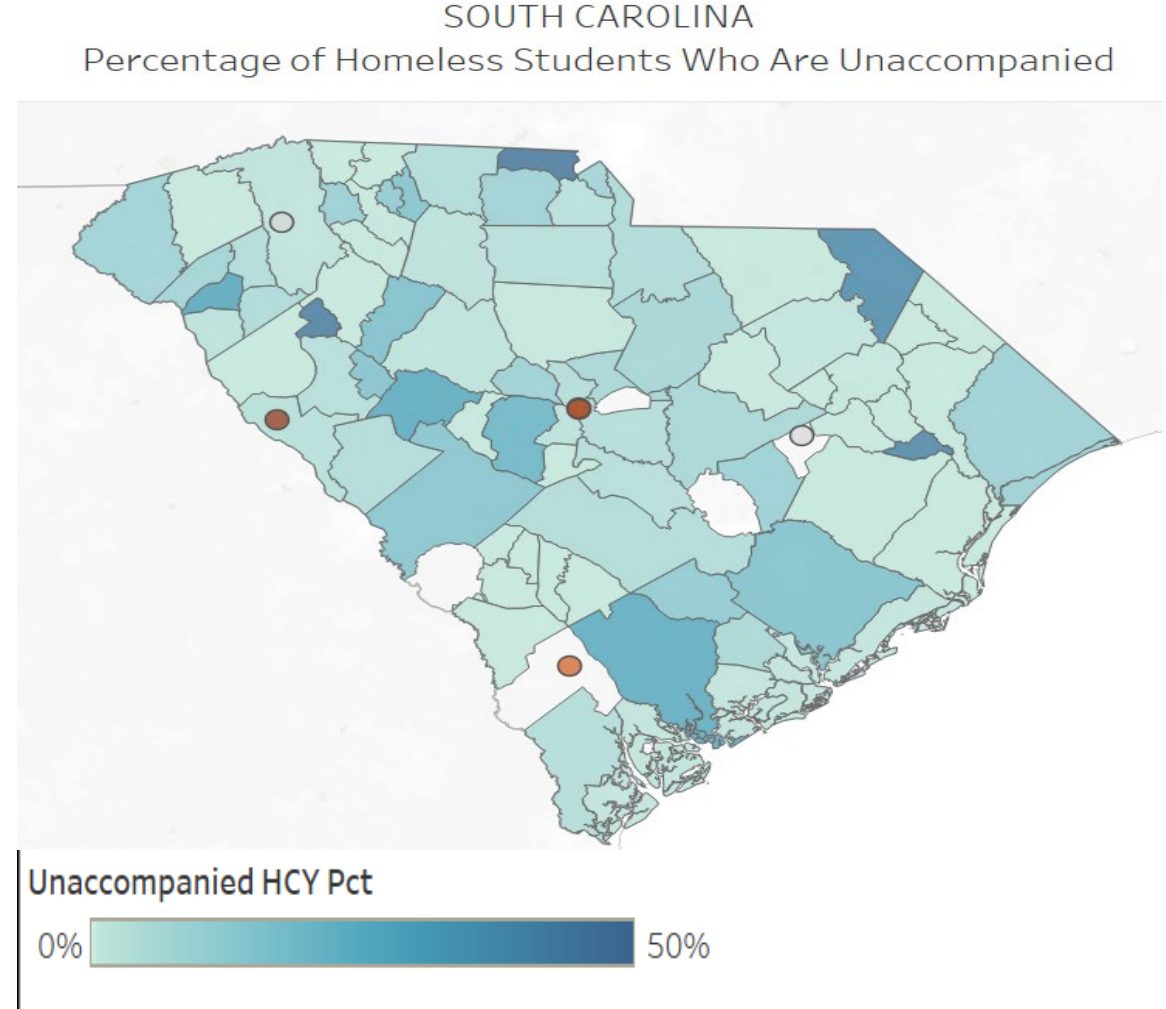 SOUTH CAROLINA
Percentage of Homeless Students Who Are Unaccompanied
Unaccompanied HCY Pct
0% 50%